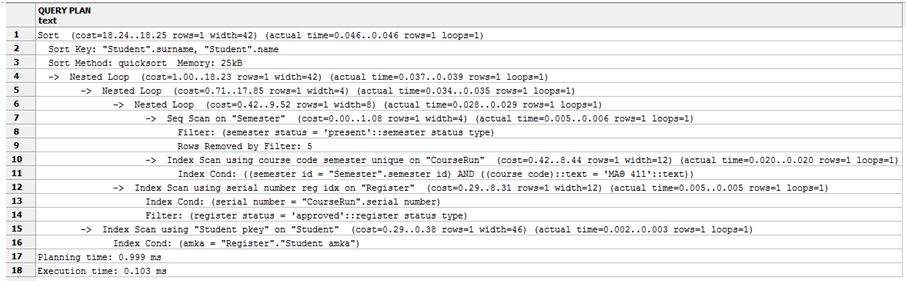 QUERY PLAN
text
1 Sort (cost=18.24..18.25 rows=1 width=42) (actual time=0.046..0.046 rows=1 loops=1)
2 Sort Key: "Student".surname, "Student".name
3 Sort Method: quicksort Memory: 25kB
4 -> Nested Loop (cost=1.00..18.23 rows=1 width=42) (actual time=0.037..0.039 rows=1 loops=1)
5 -> Nested Loop (cost=0.71..17.85 rows=1 width=4) (actual time=0.034..0.035 rows=1 loops=1)
6 -> Nested Loop (cost=0.42..9.52 rows=1 width=8) (actual time=0.028..0.029 rows=1 loops=1)
7 -> Seq Scan on "Semester" (cost=0.00..1.08 rows=1 width=4) (actual time=0.005..0.006 rows=1 loops=1)
8 Filter: (semester status = 'present'::semester status type)
9 Rows Removed by Filter: 5
10 -> Index Scan using course code semester unique on "CourseRun" (cost=0.42..8.44 rows=1 width=12) (actual time=0.020..0.020 rows=1 loops=1)
11 Index Cond: ((semester id = "Semester".semester id) AND ((course code)::text = 'ΜΑΘ 411'::text))
12 -> Index Scan using serial number reg idx on "Register" (cost=0.29..8.31 rows=1 width=12) (actual time=0.005..0.005 rows=1 loops=1)
13 Index Cond: (serial number = "CourseRun".serial number)
14 Filter: (register status = 'approved'::register status type)
15 -> Index Scan using "Student pkey" on "Student" (cost=0.29..0.38 rows=1 width=46) (actual time=0.002..0.003 rows=1 loops=1)
16 Index Cond: (amka = "Register"."Student amka")
17 Planning time: 0.999 ms
18 Execution time: 0.103 ms